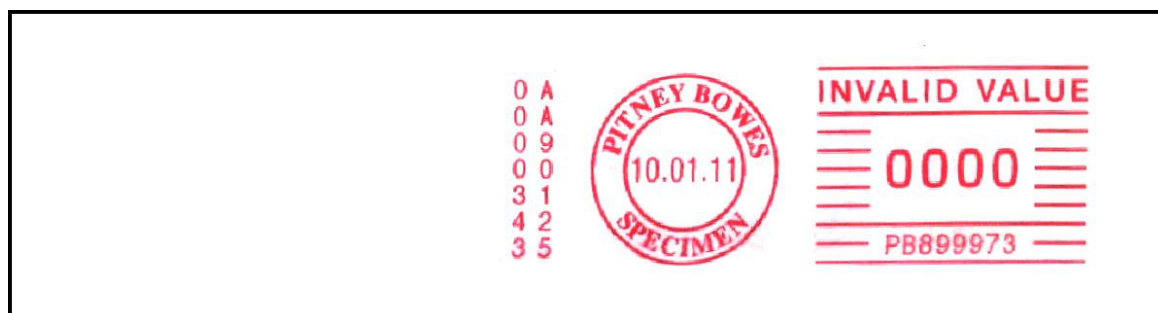 0 A
0 A
0 9
0 0
3 1
4 2
3 5
PITNEY BOWES
10.01.11
SPECIMEN
INVALID VALUE
0000
PB899973